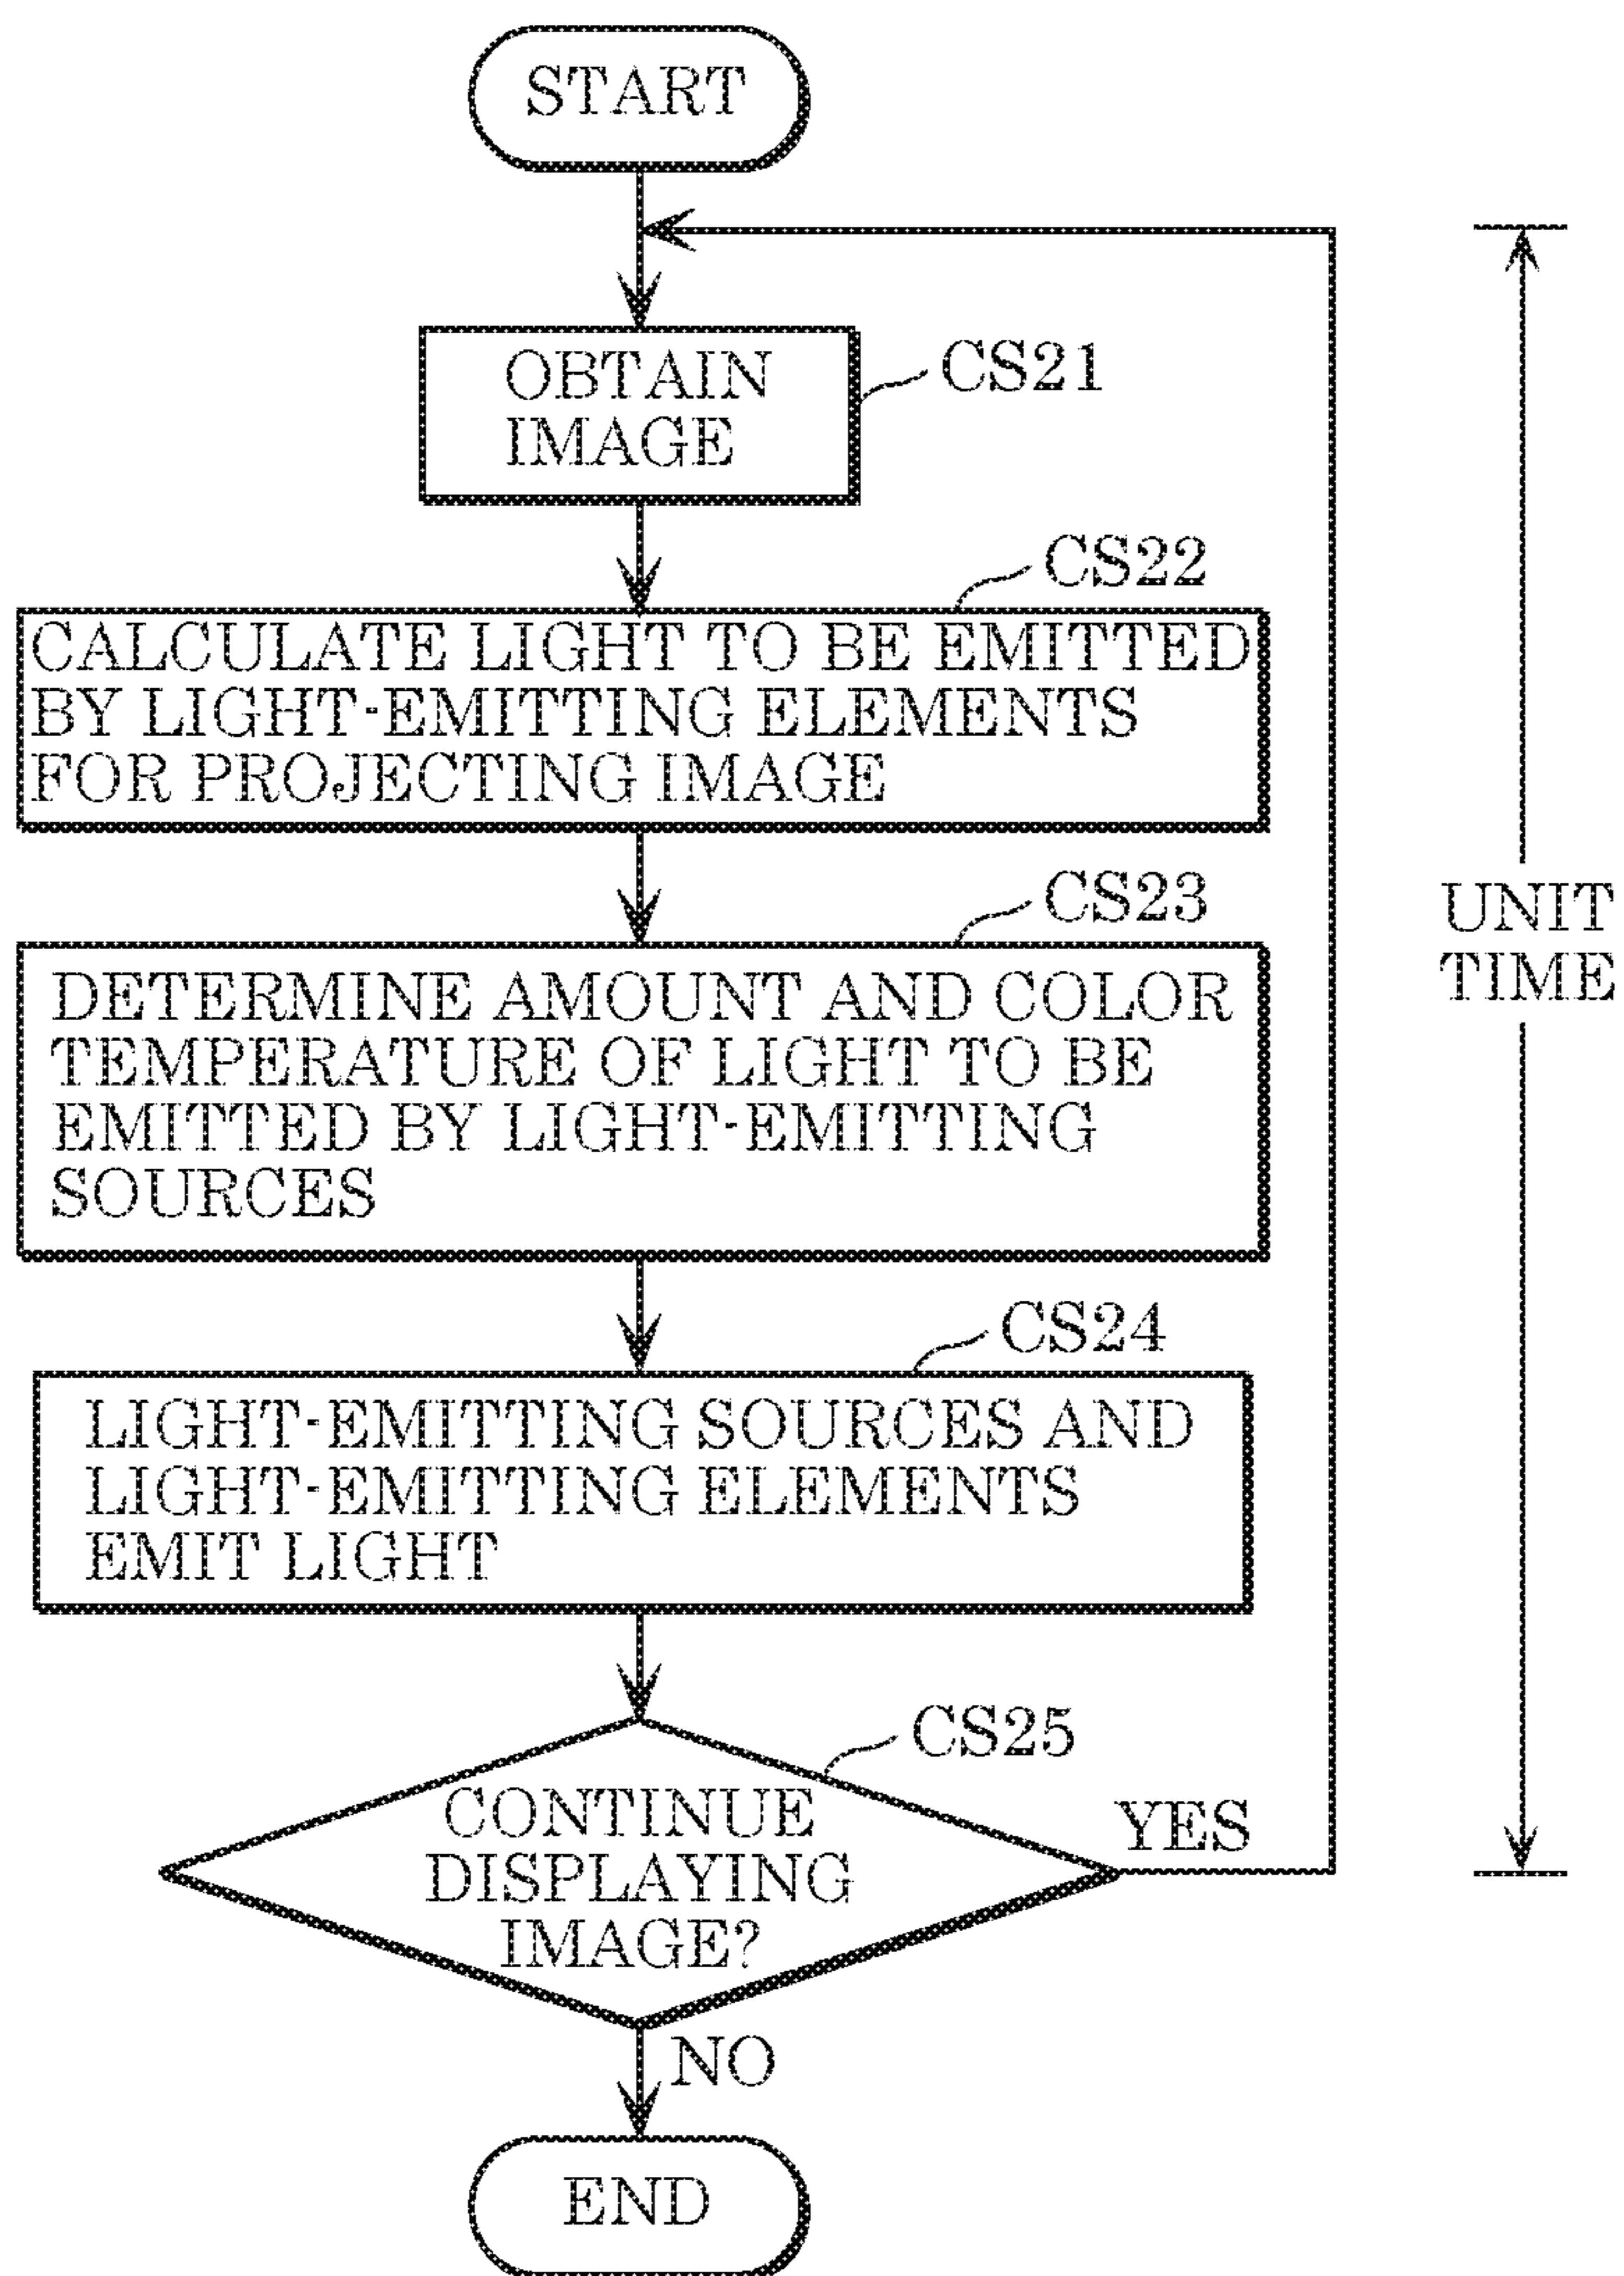 START
OBTAIN
IMAGE
CS21
CS22
CALCULATE LIGHT TO BE EMITTED
BY LIGHT-EMITTING ELEMENTS
FOR PROJECTING IMAGE
CS23
DETERMINE AMOUNT AND COLOR
TEMPERATURE OF LIGHT TO BE
EMITTED BY LIGHT-EMITTING
SOURCES
UNIT
TIME
CS24
LIGHT-EMITTING SOURCES AND
LIGHT-EMITTING ELEMENTS
EMIT LIGHT
CS25
CONTINUE
DISPLAYING
IMAGE?
YES
NO
END